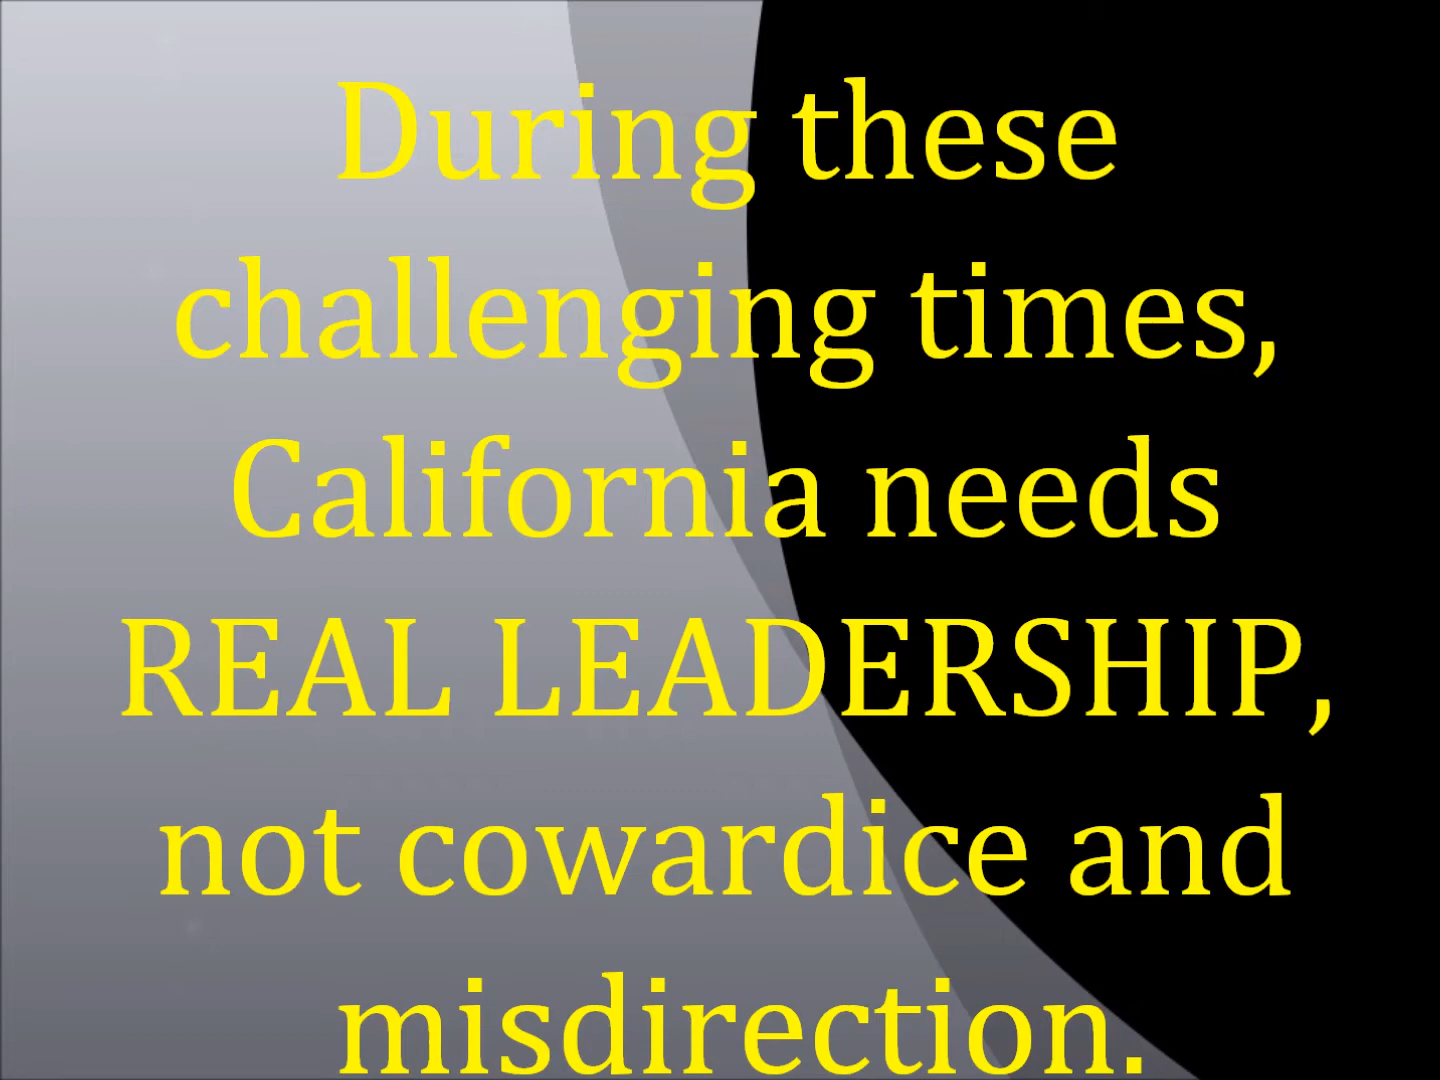 During these
challenging times,
California needs
REAL LEADERSHIP,
not cowardice and
misdirection.